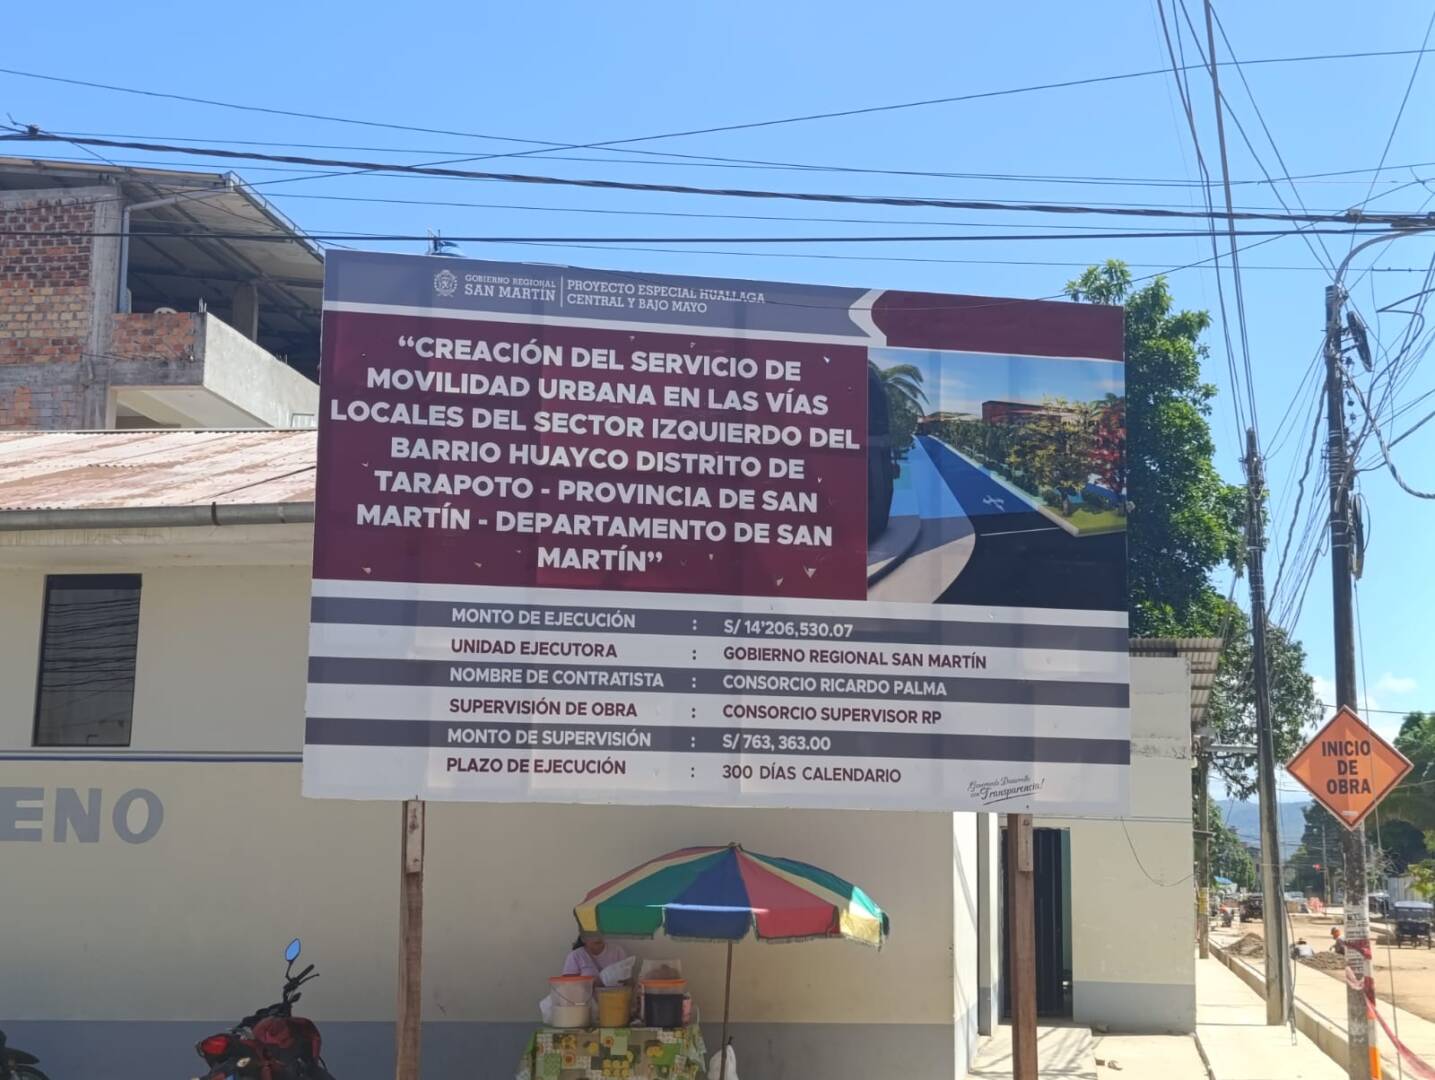 GOBIERNO REGIONAL
SAN MARTÍN
PROYECTO ESPECIAL HUALLAGA
CENTRAL Y BAJO MAYO
“CREACIÓN DEL SERVICIO DE
MOVILIDAD URBANA EN LAS VÍAS
LOCALES DEL SECTOR IZQUIERDO DEL
BARRIO HUAYCO DISTRITO DE
TARAPOTO - PROVINCIA DE SAN
MARTÍN - DEPARTAMENTO DE SAN
MARTÍN”
MONTO DE EJECUCIÓN : S/ 14’206,530.07
UNIDAD EJECUTORA : GOBIERNO REGIONAL SAN MARTÍN
NOMBRE DE CONTRATISTA : CONSORCIO RICARDO PALMA
SUPERVISIÓN DE OBRA : CONSORCIO SUPERVISOR RP
MONTO DE SUPERVISIÓN : S/ 763, 363.00
PLAZO DE EJECUCIÓN : 300 DÍAS CALENDARIO
¡Generando Desarrollo
con Transparencia!
INICIO
DE
OBRA
ENO